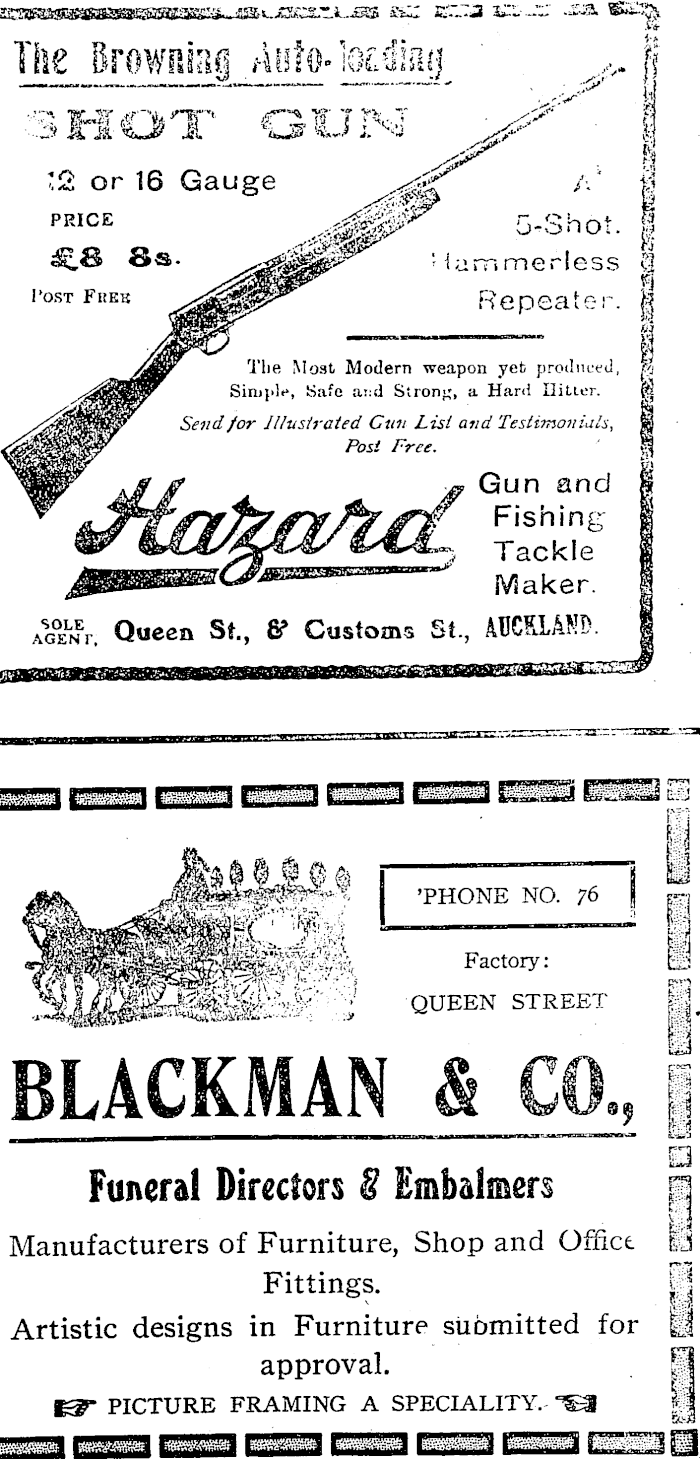 The Browning Auto-loading
SHOT GUN
12 or 16 Gauge
PRICE
£8 8s.
POST FREE
A
5-Shot.
Hammerless
Repeater.
The Most Modern weapon yet produced,
Simple, Safe and Strong, a Hard Hitter.
Send for Illustrated Gun List and Testimonials,
Post Free.
Hazard
Gun and
Fishing
Tackle
Maker.
SOLE
AGENT, Queen St., & Customs St., AUCKLAND.
'PHONE NO. 76
Factory:
QUEEN STREET
BLACKMAN & CO.,
Funeral Directors & Embalmers
Manufacturers of Furniture, Shop and Office
Fittings.
Artistic designs in Furniture submitted for
approval.
PICTURE FRAMING A SPECIALITY.